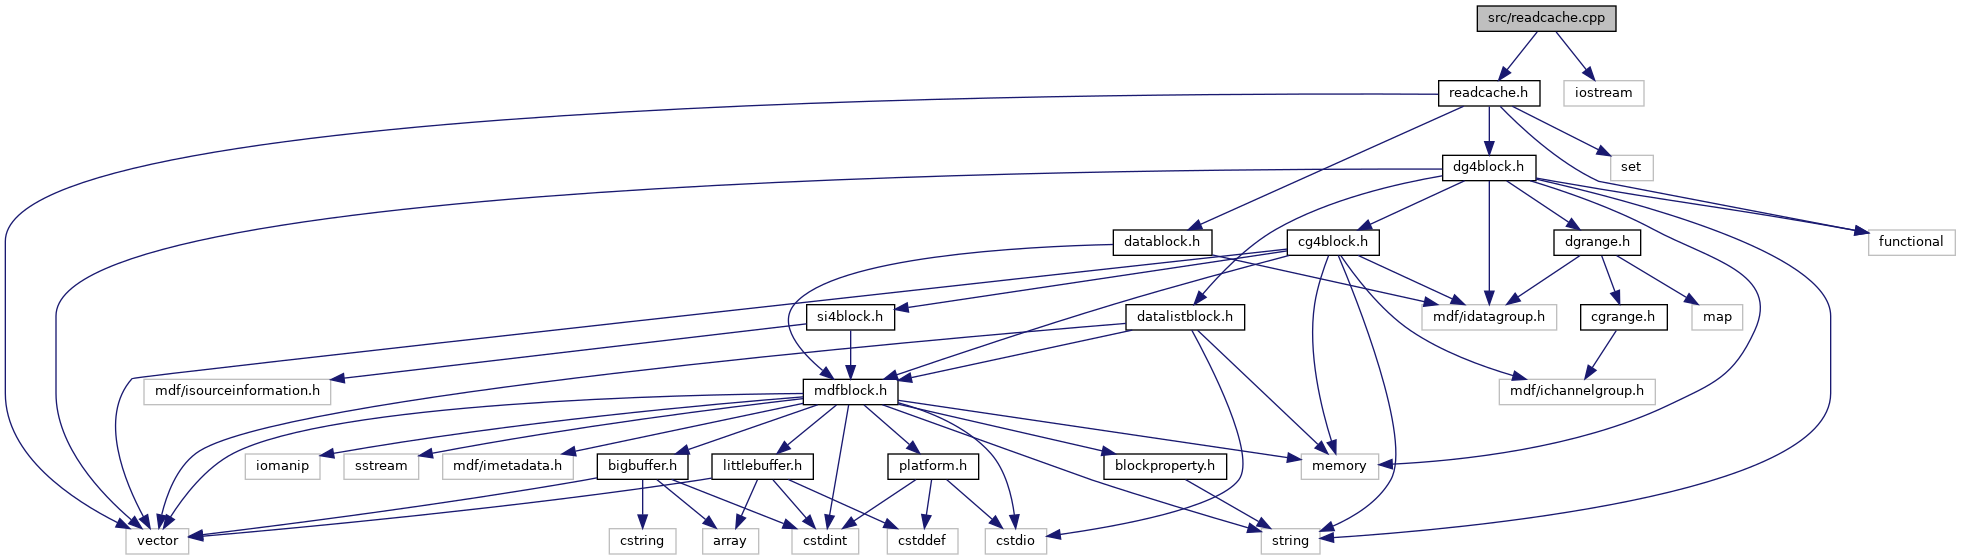 src/readcache.cpp
readcache.h
iostream
dg4block.h
set
datablock.h
cg4block.h
dgrange.h
functional
si4block.h
datalistblock.h
mdf/idatagroup.h
cgrange.h
map
mdf/isourceinformation.h
mdfblock.h
mdf/ichannelgroup.h
iomanip
sstream
mdf/imetadata.h
bigbuffer.h
littlebuffer.h
platform.h
blockproperty.h
memory
vector
cstring
array
cstdint
cstddef
cstdio
string